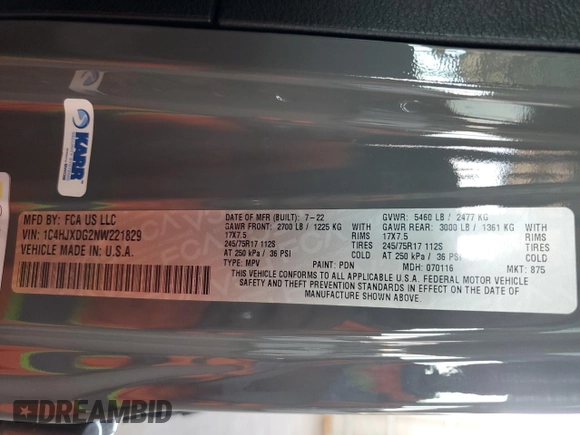 KARR
MFD BY: FCA US LLC
VIN: 1C4HJXDG2NW221829
VEHICLE MADE IN: U.S.A.
DATE OF MFR (BUILT): 7-22
GAWR FRONT: 2700 LB / 1225 KG WITH
17X7.5 RIMS
245/75R17 112S TIRES
AT 250 kPa / 36 PSI COLD
TYPE: MPV PAINT: PDN
GVWR: 5460 LB / 2477 KG
GAWR REAR: 3000 LB / 1361 KG WITH
17X7.5 RIMS
245/75R17 112S TIRES
AT 250 kPa / 36 PSI COLD
MDH: 070116 MKT: 875
THIS VEHICLE CONFORMS TO ALL APPLICABLE U.S.A. FEDERAL MOTOR VEHICLE
SAFETY AND THEFT PREVENTION STANDARDS IN EFFECT ON THE DATE OF
MANUFACTURE SHOWN ABOVE.
DREAMBID